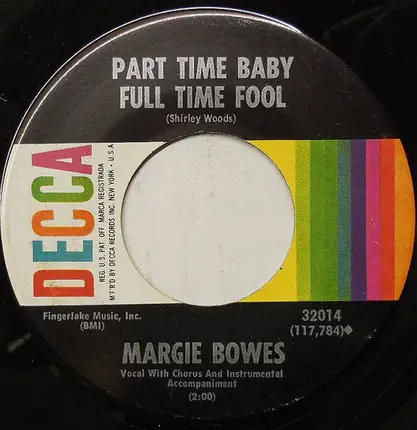 PART TIME BABY
FULL TIME FOOL
(Shirley Woods)
DECCA
REG. U.S. PAT. OFF. MARCA REGISTRADA
M'F'R'D BY DECCA RECORDS INC. NEW YORK • U.S.A
Fingerlake Music, Inc.
(BMI)
32014
(117,784)◆
MARGIE BOWES
Vocal With Chorus And Instrumental
Accompaniment
(2:00)